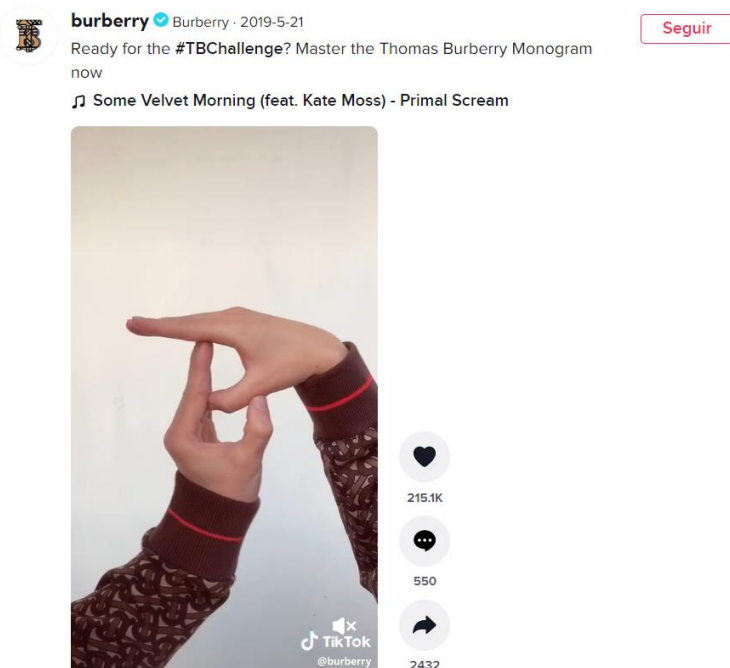 burberry Burberry · 2019-5-21
Seguir
Ready for the #TBChallenge? Master the Thomas Burberry Monogram
now
♫ Some Velvet Morning (feat. Kate Moss) - Primal Scream
215.1K
550
TikTok
@burberry
2432